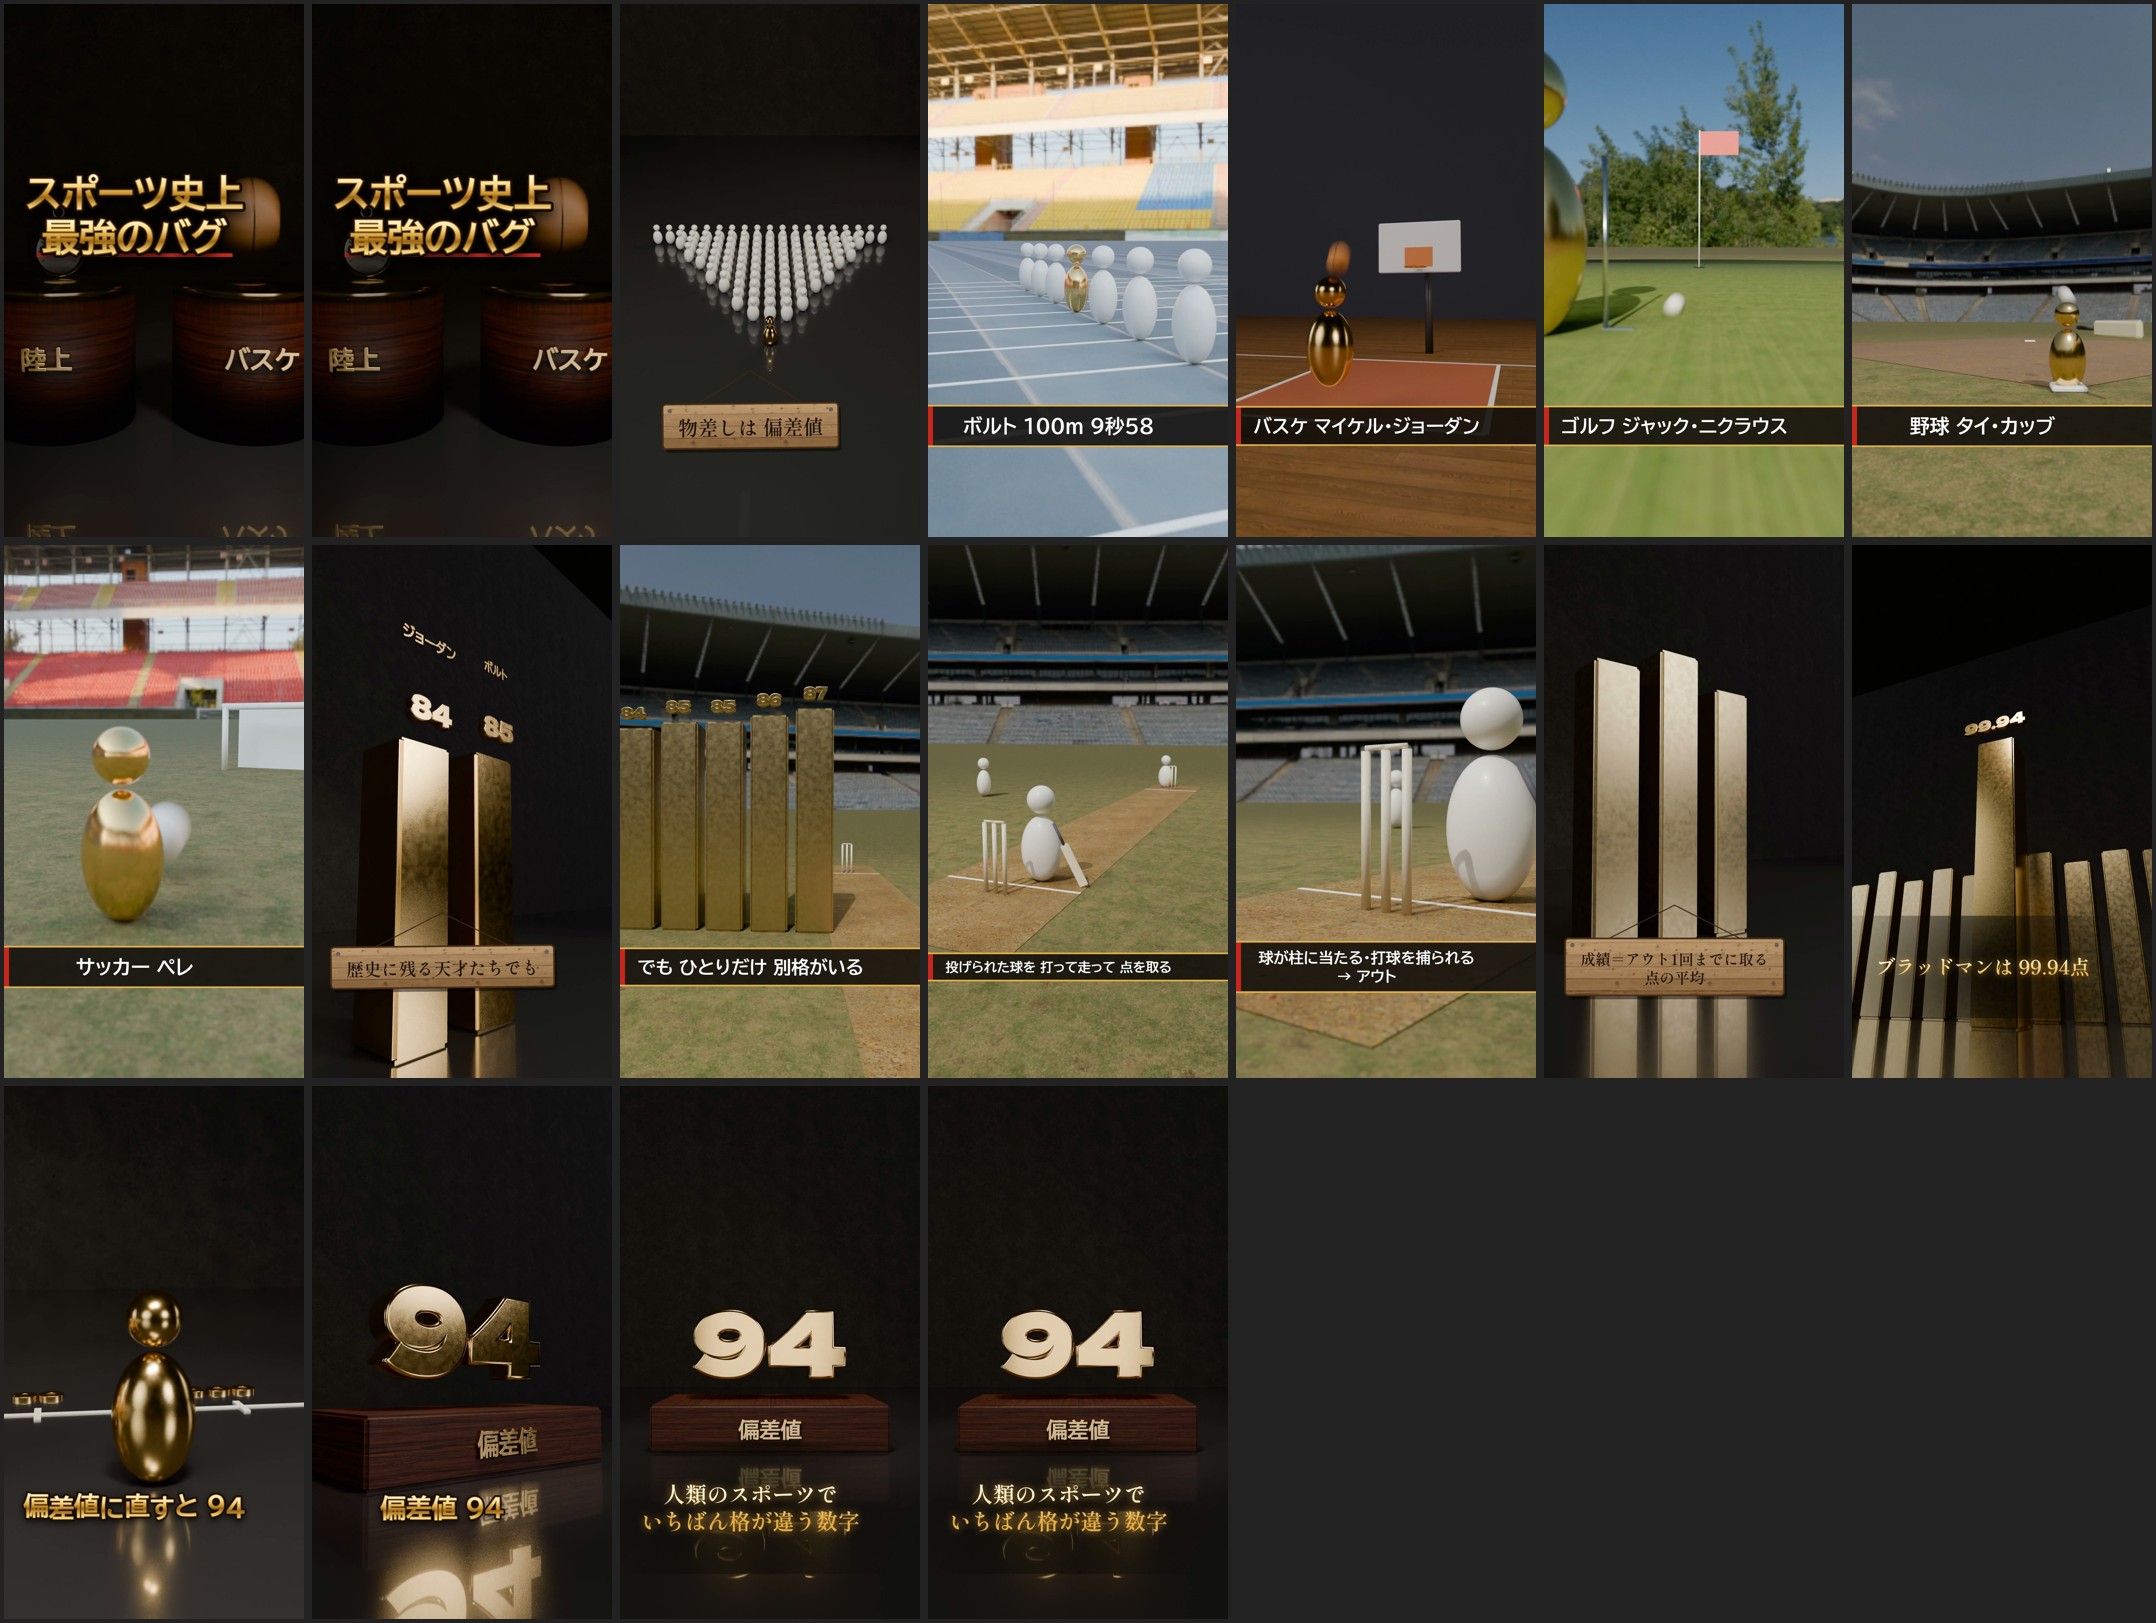 スポーツ史上
最強のバグ
陸上
バスケ
スポーツ史上
最強のバグ
陸上
バスケ
物差しは 偏差値
ボルト 100m 9秒58
バスケ マイケル・ジョーダン
ゴルフ ジャック・ニクラウス
野球 タイ・カッブ
サッカー ペレ
ジョーダン
ボルト
84
85
歴史に残る天才たちでも
84
85
85
86
87
でも ひとりだけ 別格がいる
投げられた球を 打って走って 点を取る
球が柱に当たる・打球を捕られる
→ アウト
成績=アウト1回までに取る
点の平均
99.94
ブラッドマンは 99.94点
偏差値に直すと 94
94
偏差値
偏差値 94
94
偏差値
人類のスポーツで
いちばん格が違う数字
94
偏差値
人類のスポーツで
いちばん格が違う数字